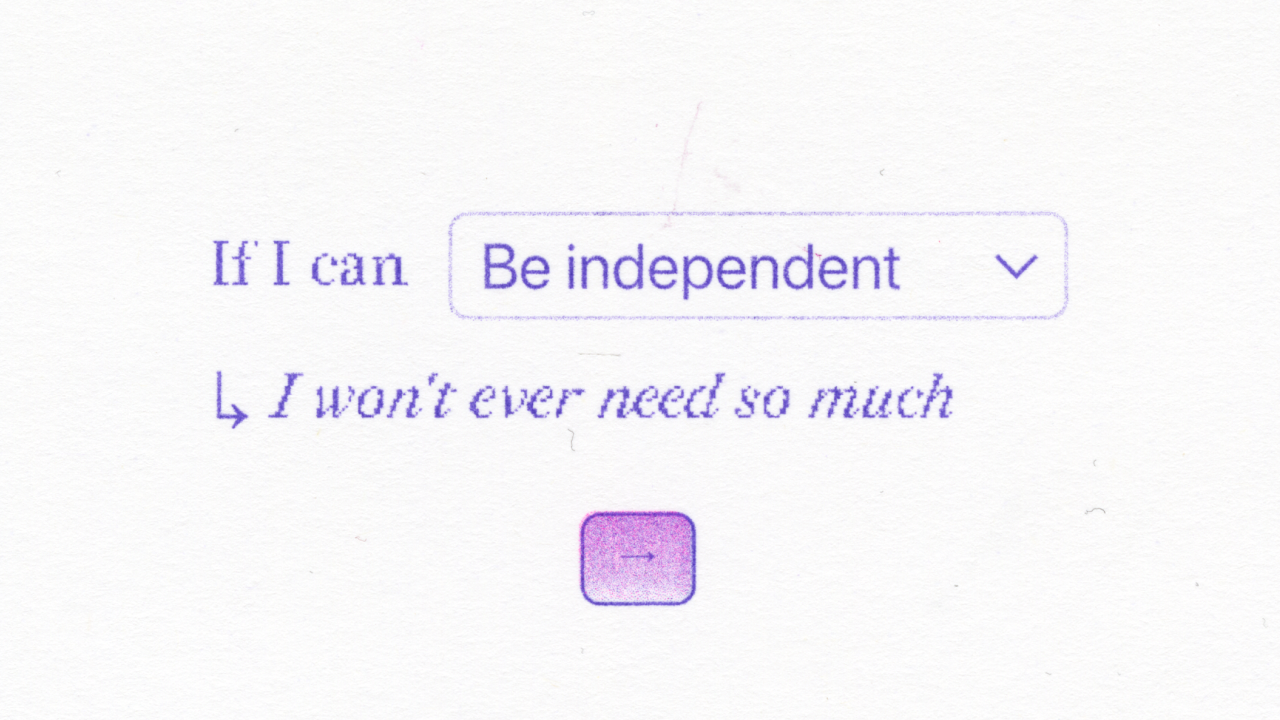 If I can Be independent
↳ I won't ever need so much
→